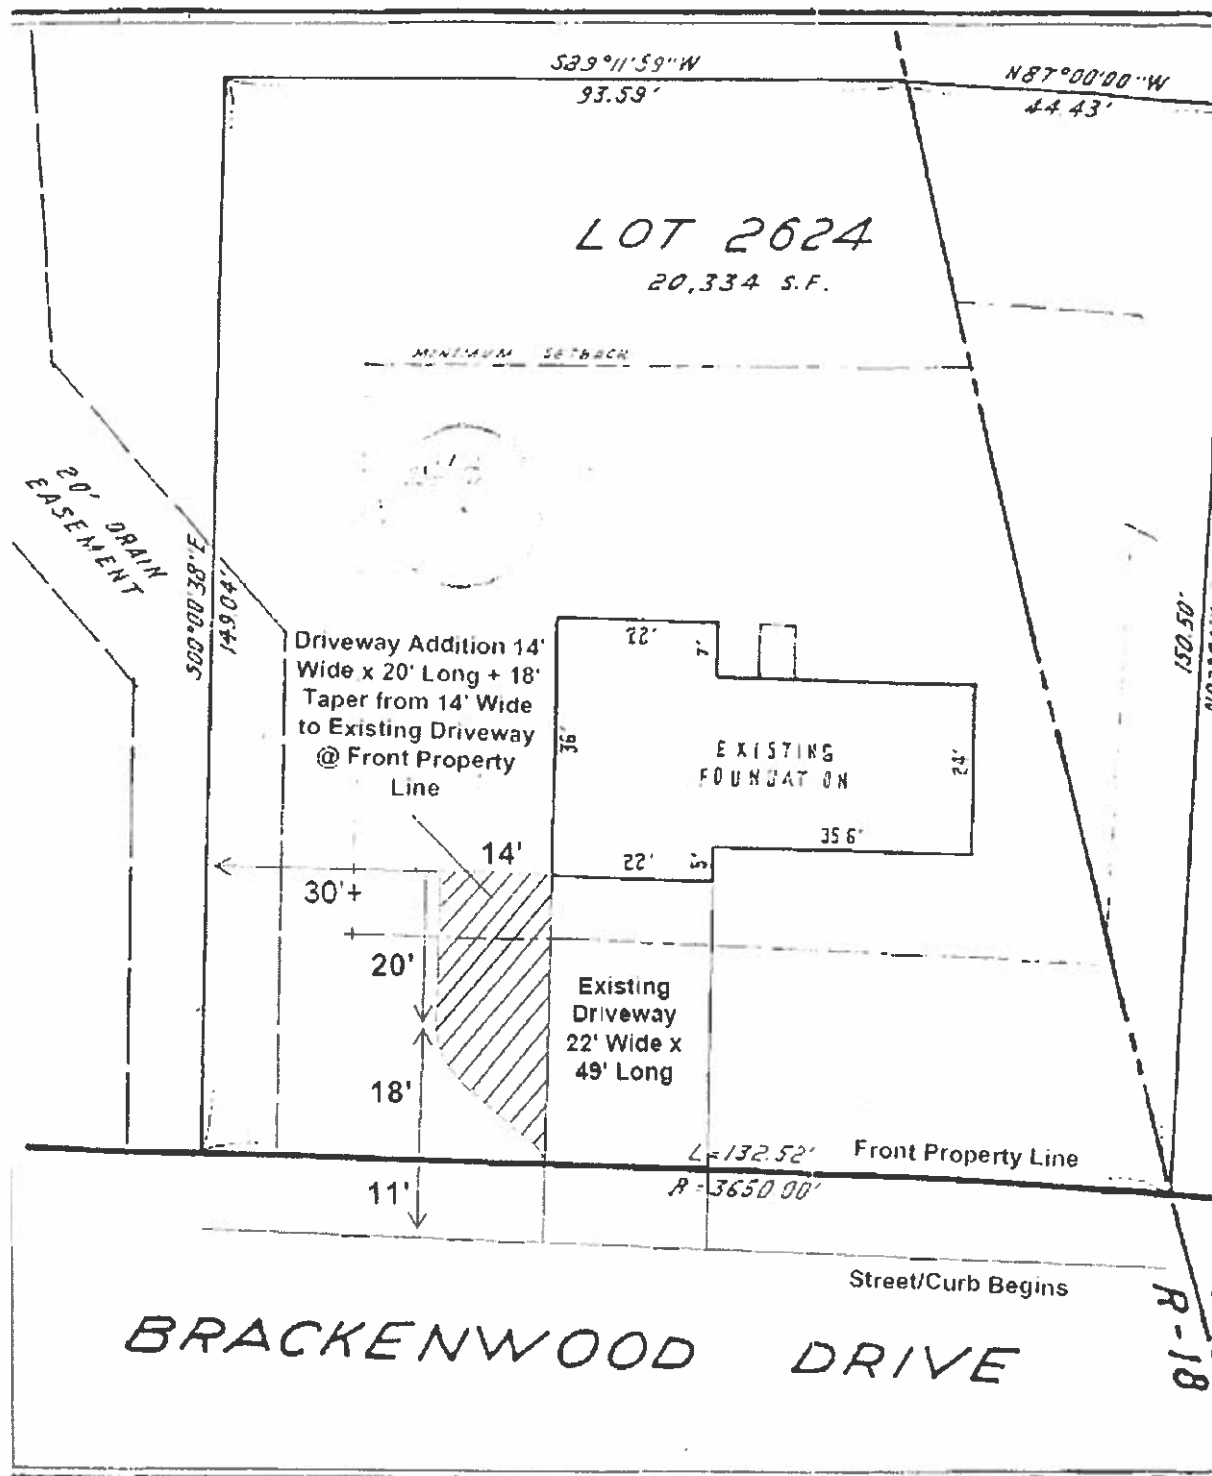 S89°11'59"W
93.59'
N87°00'00"W
44.43'
LOT 2624
20,334 S.F.
MINIMUM SETBACK
20' DRAIN
EASEMENT
S00°00'38"E
149.04'
150.50'
Driveway Addition 14'
Wide x 20' Long + 18'
Taper from 14' Wide
to Existing Driveway
@ Front Property
Line
22'
7'
36'
EXISTING
FOUNDATION
24'
35.6'
22'
5'
14'
30'+
20'
Existing
Driveway
22' Wide x
49' Long
18'
L=132.52'
R=3650.00'
Front Property Line
11'
Street/Curb Begins
BRACKENWOOD DRIVE
R-18